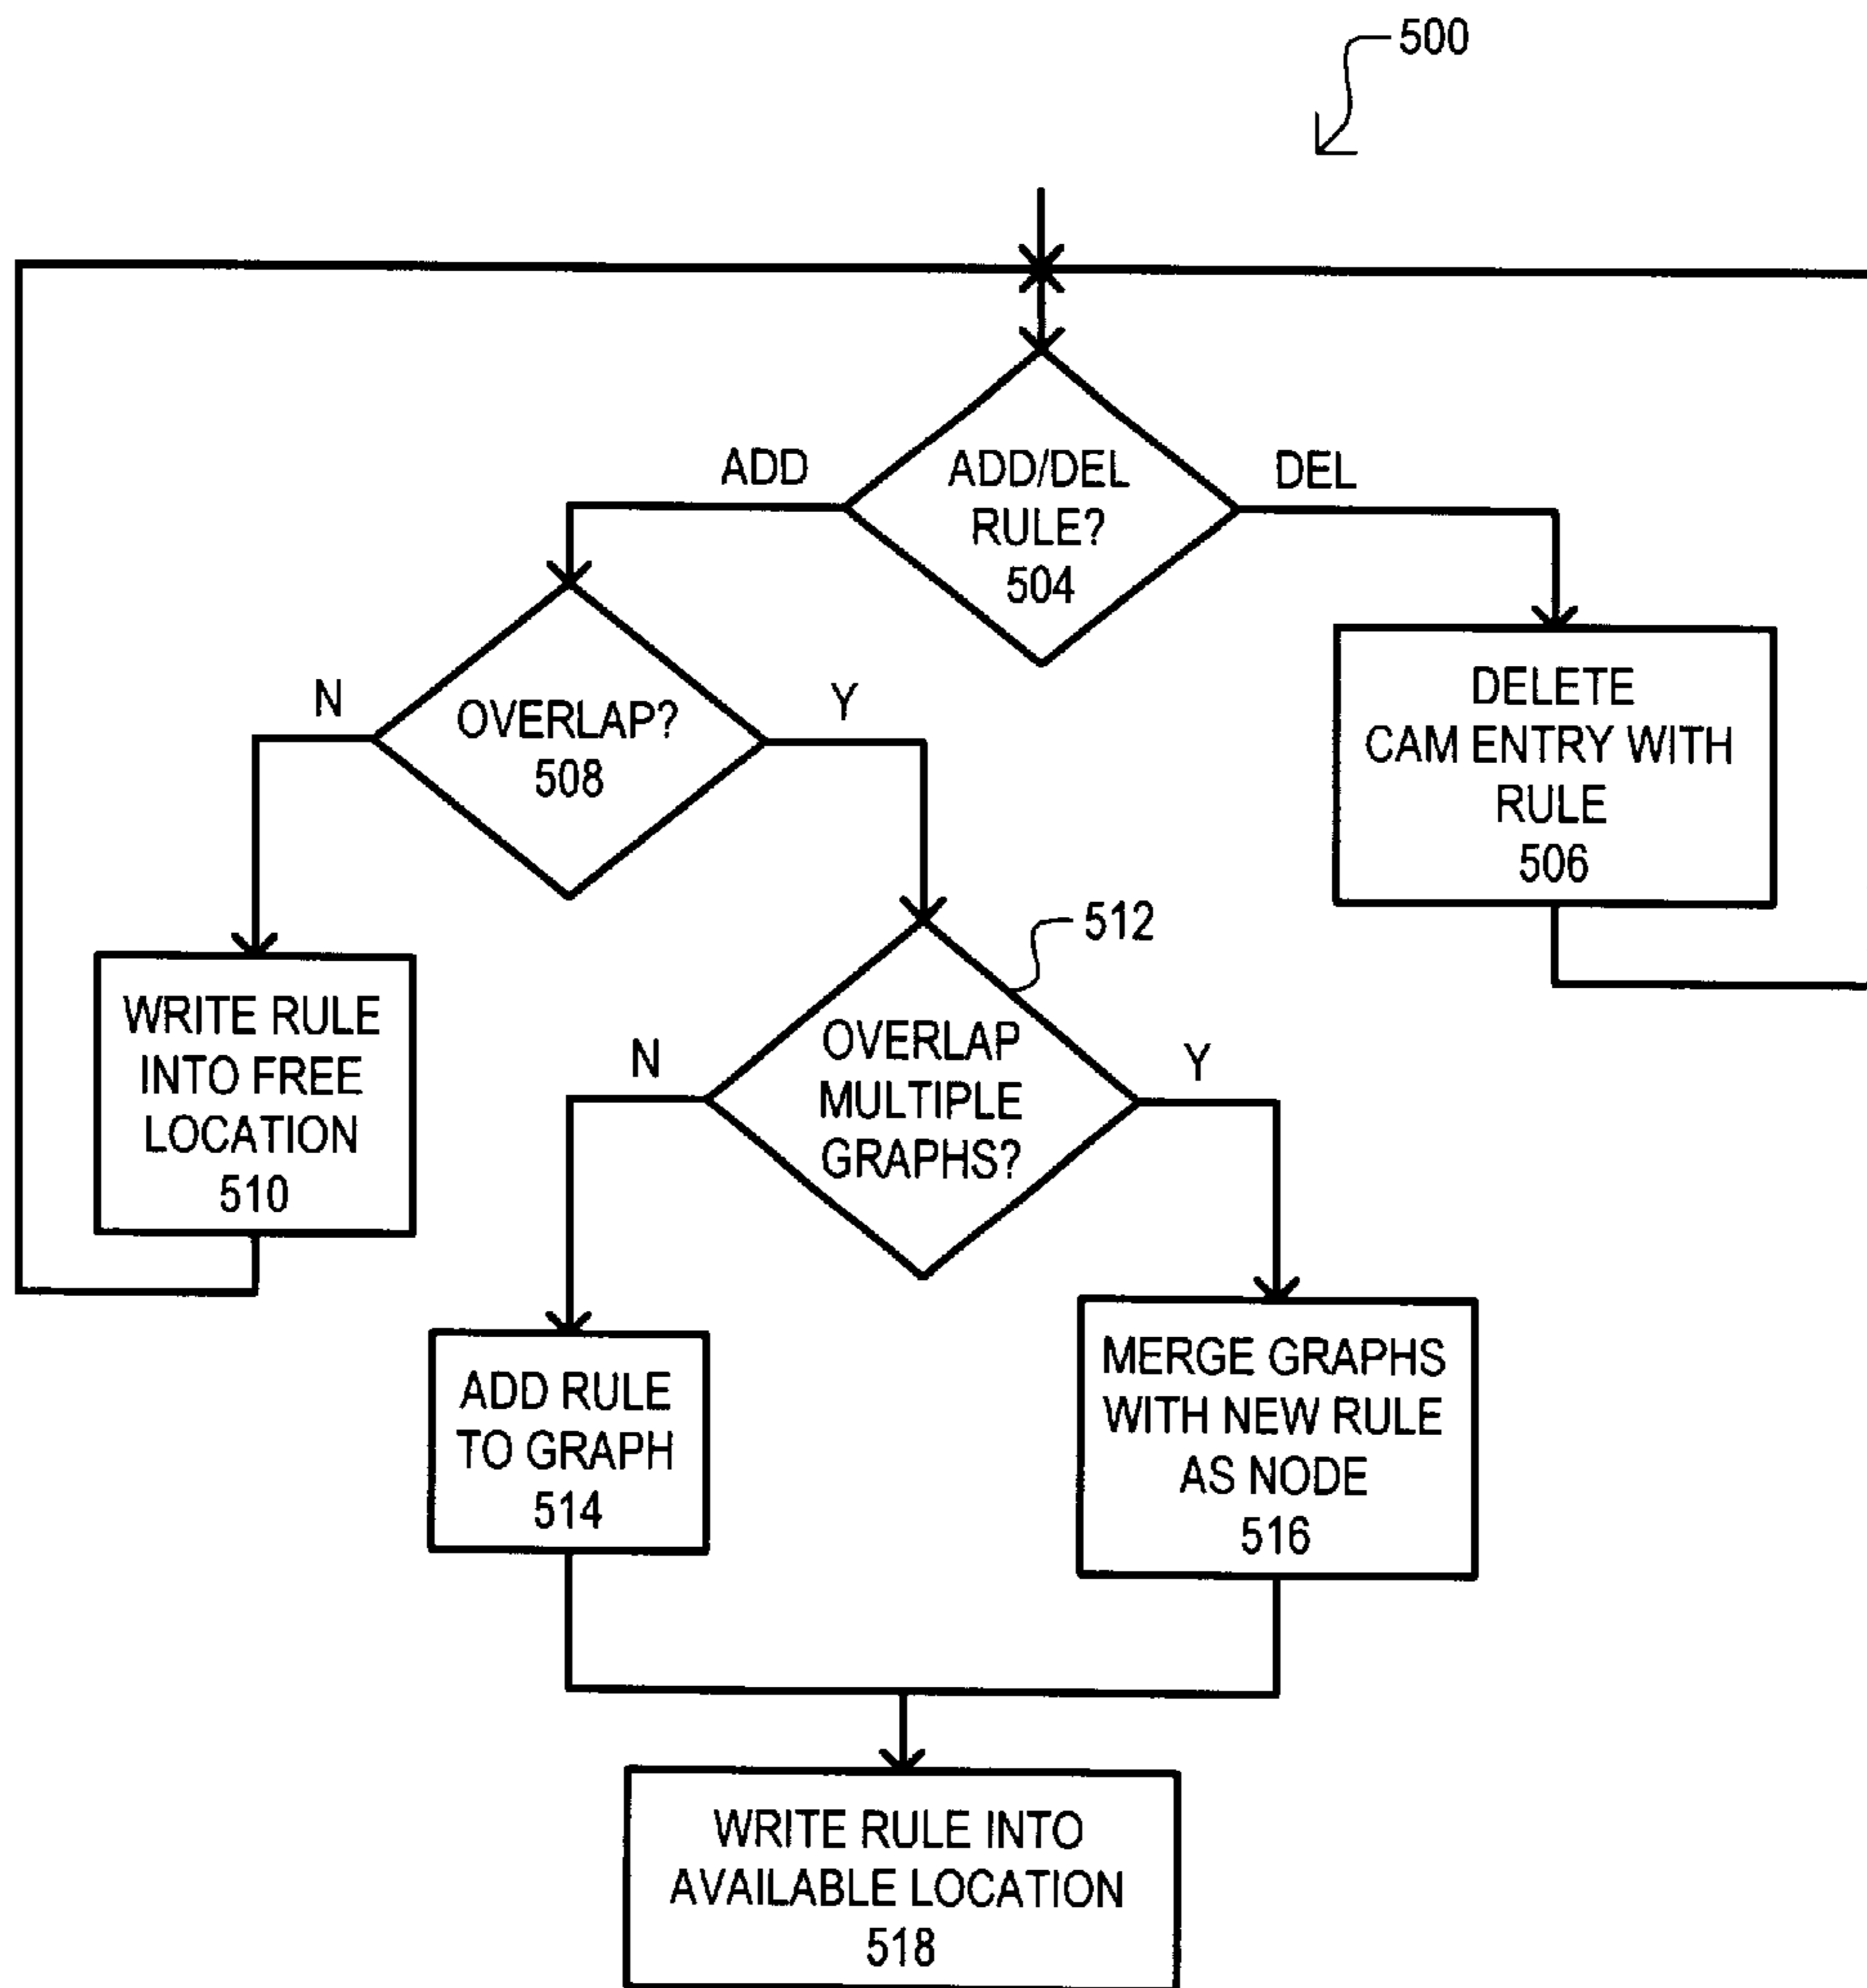 500
ADD
ADD/DEL
RULE?
504
DEL
N
OVERLAP?
508
Y
DELETE
CAM ENTRY WITH
RULE
506
512
WRITE RULE
INTO FREE
LOCATION
510
N
OVERLAP
MULTIPLE
GRAPHS?
Y
ADD RULE
TO GRAPH
514
MERGE GRAPHS
WITH NEW RULE
AS NODE
516
WRITE RULE INTO
AVAILABLE LOCATION
518